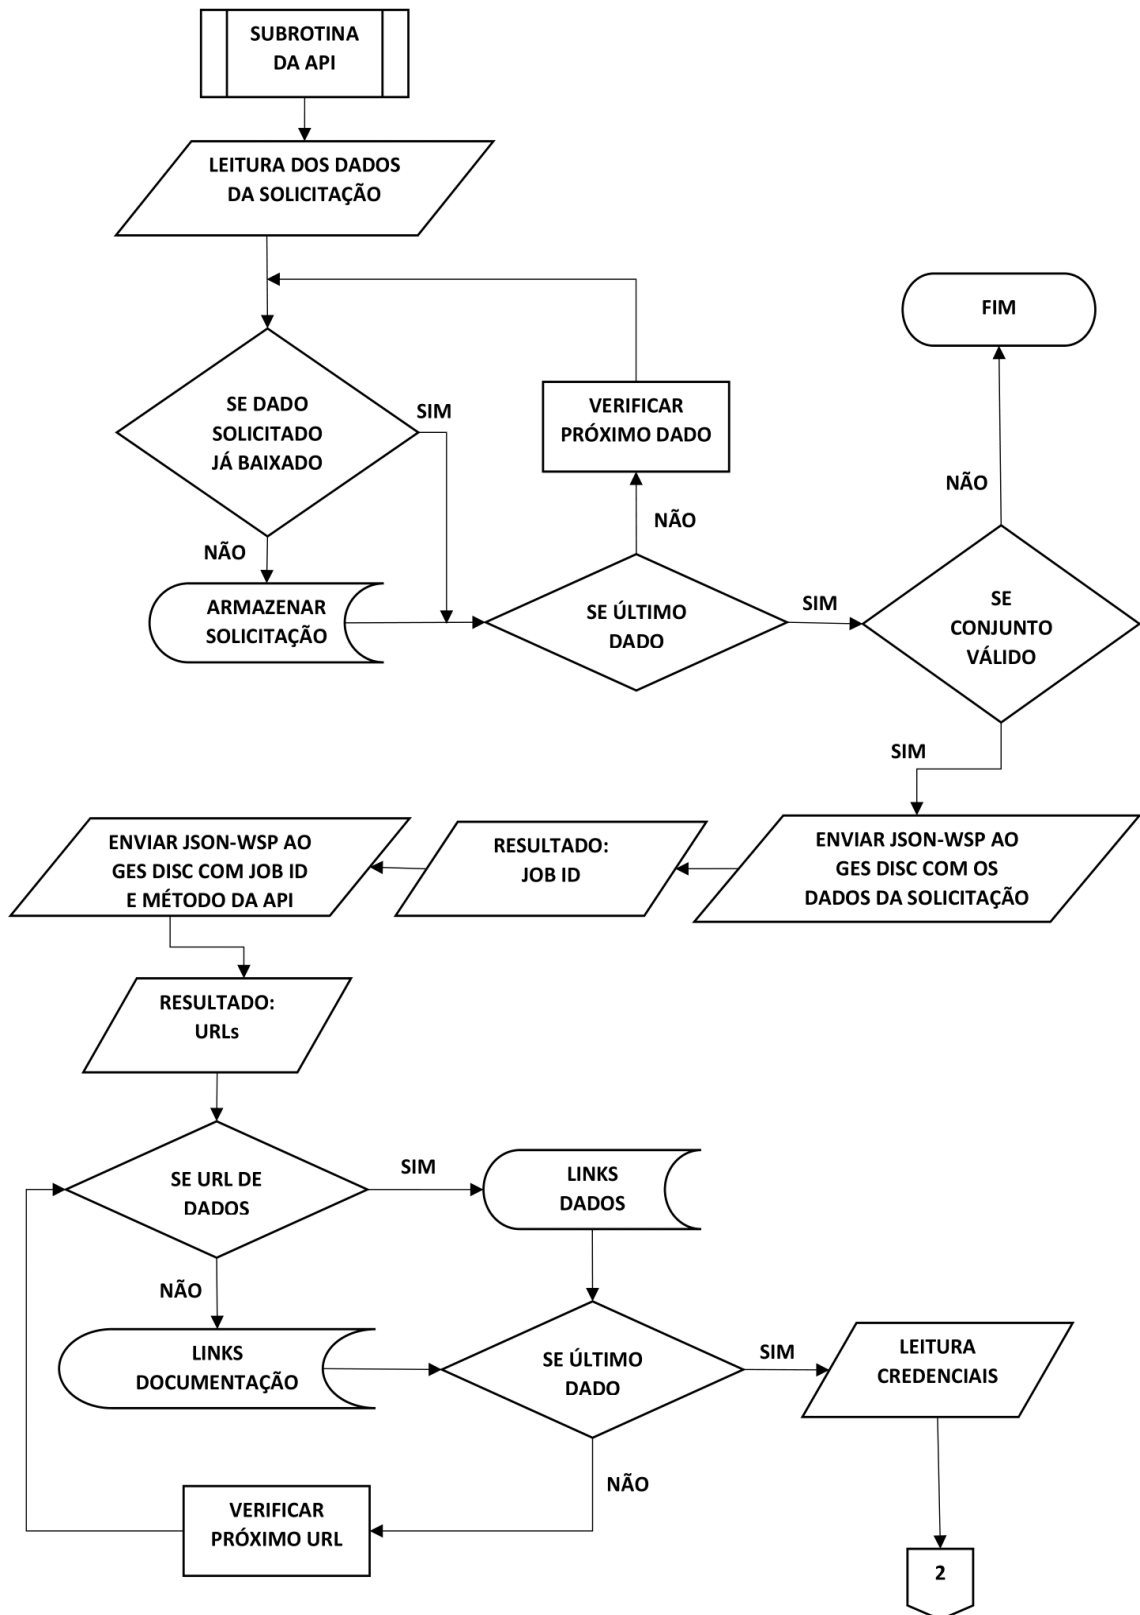 SUBROTINA
DA API
LEITURA DOS DADOS
DA SOLICITAÇÃO
FIM
SE DADO
SOLICITADO
JÁ BAIXADO
SIM
VERIFICAR
PRÓXIMO DADO
NÃO
NÃO
NÃO
ARMAZENAR
SOLICITAÇÃO
SE ÚLTIMO
DADO
SIM
SE
CONJUNTO
VÁLIDO
SIM
ENVIAR JSON-WSP AO
GES DISC COM JOB ID
E MÉTODO DA API
RESULTADO:
JOB ID
ENVIAR JSON-WSP AO
GES DISC COM OS
DADOS DA SOLICITAÇÃO
RESULTADO:
URLs
SE URL DE
DADOS
SIM
LINKS
DADOS
NÃO
LINKS
DOCUMENTAÇÃO
SE ÚLTIMO
DADO
SIM
LEITURA
CREDENCIAIS
NÃO
VERIFICAR
PRÓXIMO URL
2